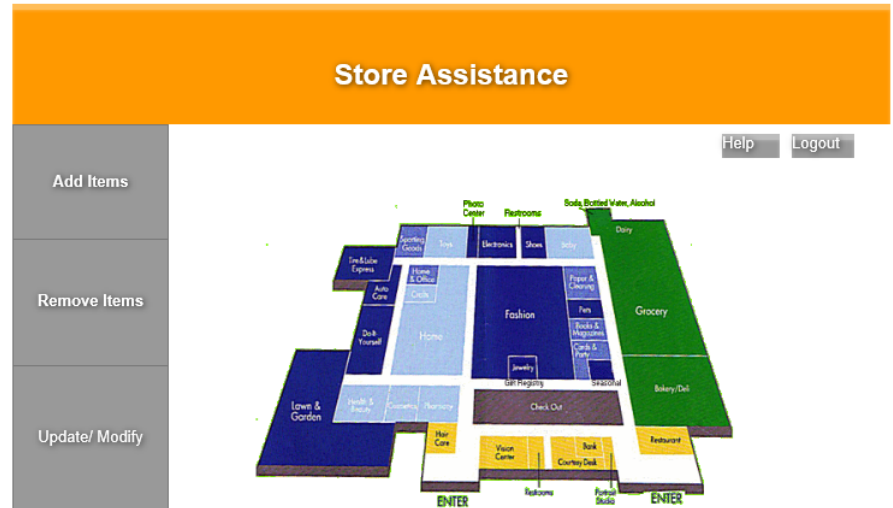 Store Assistance
Help
Logout
Add Items
Remove Items
Update/ Modify
Photo
Center
Restrooms
Soda, Bottled Water, Alcohol
Dairy
Sporting
Goods
Toys
Electronics
Shoes
Baby
Tire & Lube
Express
Home
& Office
Crafts
Auto
Care
Paper &
Cleaning
Fashion
Pets
Grocery
Do-It-
Yourself
Home
Books &
Magazines
Cards &
Party
Jewelry
Gift Registry
Seasonal
Bakery/Deli
Lawn &
Garden
Health &
Beauty
Cosmetics
Pharmacy
Check Out
Hair
Care
Vision
Center
Bank
Courtesy Desk
Restaurant
Restrooms
Portrait
Studio
ENTER
ENTER